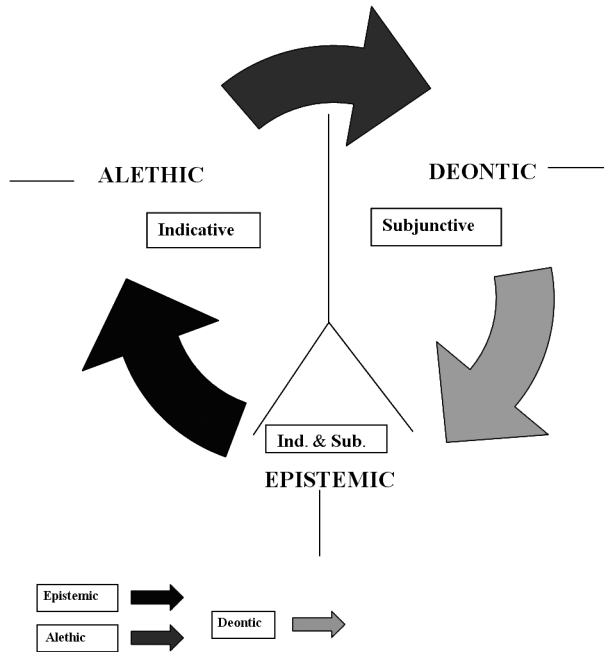 ALETHIC
DEONTIC
Indicative
Subjunctive
Ind. & Sub.
EPISTEMIC
Epistemic
Deontic
Alethic